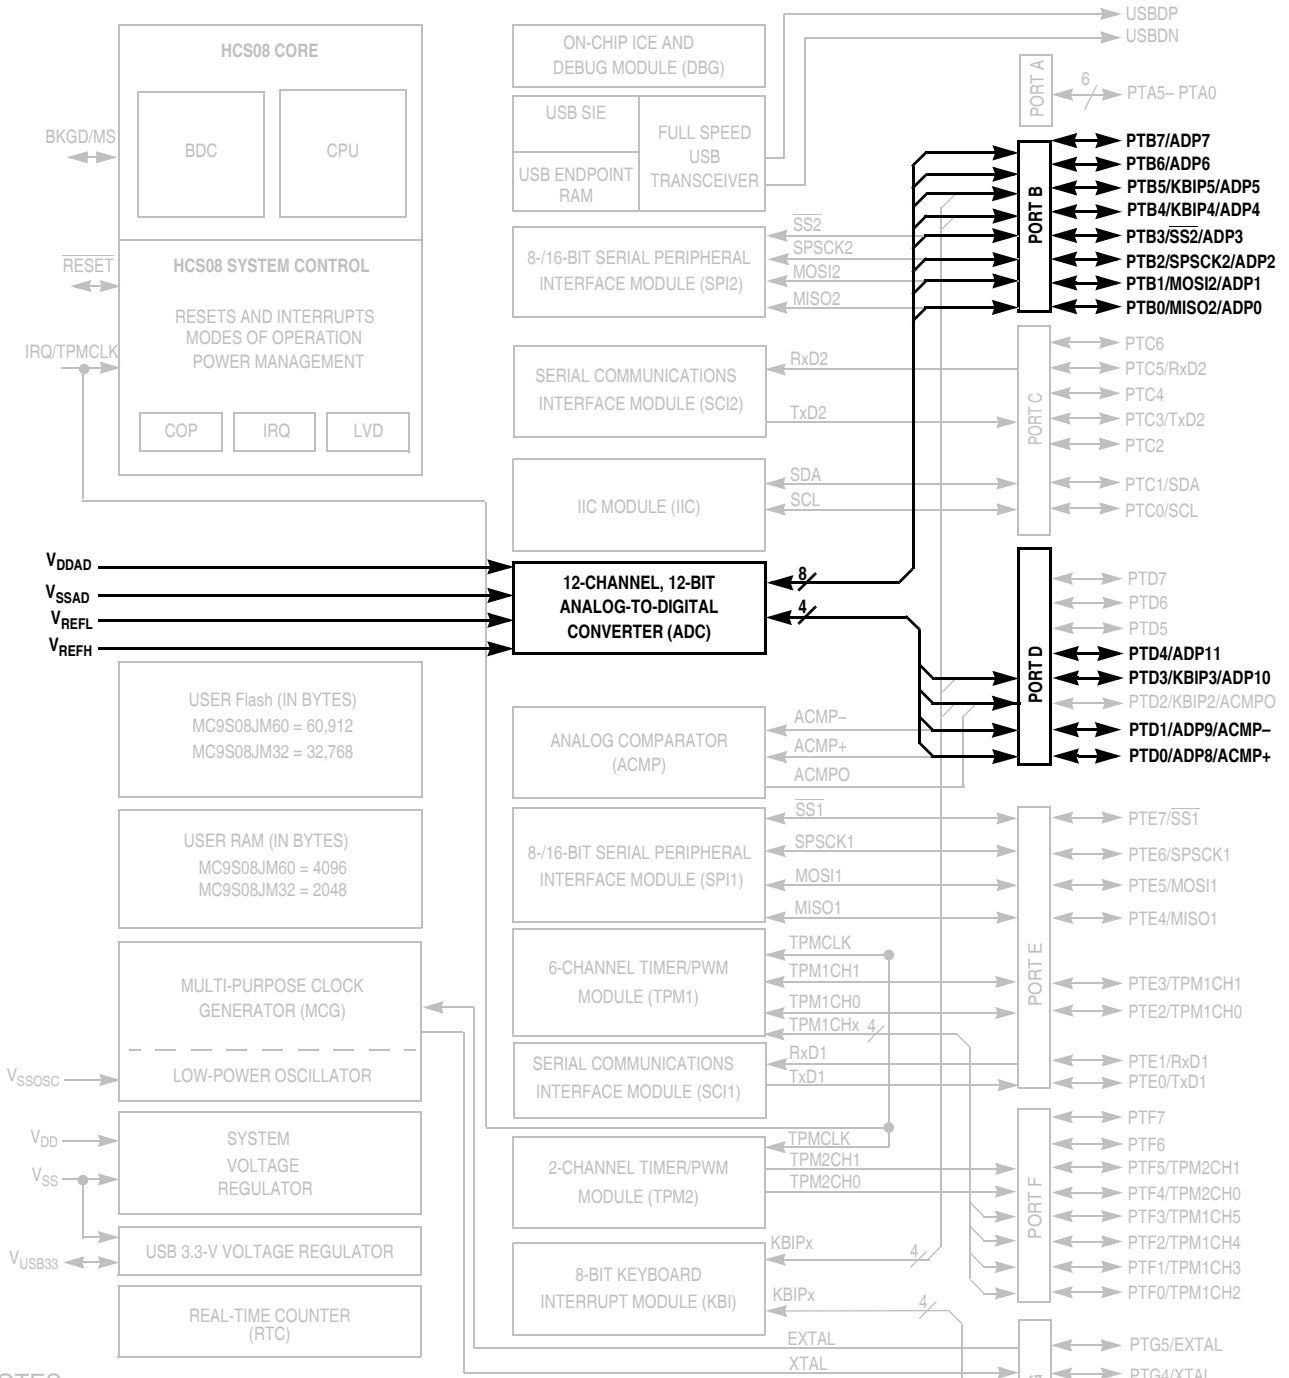 HCS08 CORE
BDC
CPU
BKGD/MS
RESET
HCS08 SYSTEM CONTROL
RESETS AND INTERRUPTS
MODES OF OPERATION
POWER MANAGEMENT
IRQ/TPMCLK
COP
IRQ
LVD
VDDAD
VSSAD
VREFL
VREFH
USER Flash (IN BYTES)
MC9S08JM60 = 60,912
MC9S08JM32 = 32,768
USER RAM (IN BYTES)
MC9S08JM60 = 4096
MC9S08JM32 = 2048
MULTI-PURPOSE CLOCK
GENERATOR (MCG)
LOW-POWER OSCILLATOR
VSSOSC
VDD
VSS
SYSTEM
VOLTAGE
REGULATOR
VUSB33
USB 3.3-V VOLTAGE REGULATOR
REAL-TIME COUNTER
(RTC)
ON-CHIP ICE AND
DEBUG MODULE (DBG)
USB SIE
USB ENDPOINT
RAM
FULL SPEED
USB
TRANSCEIVER
8-/16-BIT SERIAL PERIPHERAL
INTERFACE MODULE (SPI2)
SS2
SPSCK2
MOSI2
MISO2
SERIAL COMMUNICATIONS
INTERFACE MODULE (SCI2)
RxD2
TxD2
IIC MODULE (IIC)
SDA
SCL
12-CHANNEL, 12-BIT
ANALOG-TO-DIGITAL
CONVERTER (ADC)
8
4
ANALOG COMPARATOR
(ACMP)
ACMP–
ACMP+
ACMPO
8-/16-BIT SERIAL PERIPHERAL
INTERFACE MODULE (SPI1)
SS1
SPSCK1
MOSI1
MISO1
6-CHANNEL TIMER/PWM
MODULE (TPM1)
TPMCLK
TPM1CH1
TPM1CH0
TPM1CHx 4
SERIAL COMMUNICATIONS
INTERFACE MODULE (SCI1)
RxD1
TxD1
2-CHANNEL TIMER/PWM
MODULE (TPM2)
TPMCLK
TPM2CH1
TPM2CH0
8-BIT KEYBOARD
INTERRUPT MODULE (KBI)
KBIPx
4
KBIPx
4
EXTAL
XTAL
USBDP
USBDN
PORT A
6
PTA5– PTA0
PORT B
PTB7/ADP7
PTB6/ADP6
PTB5/KBIP5/ADP5
PTB4/KBIP4/ADP4
PTB3/SS2/ADP3
PTB2/SPSCK2/ADP2
PTB1/MOSI2/ADP1
PTB0/MISO2/ADP0
PORT C
PTC6
PTC5/RxD2
PTC4
PTC3/TxD2
PTC2
PTC1/SDA
PTC0/SCL
PORT D
PTD7
PTD6
PTD5
PTD4/ADP11
PTD3/KBIP3/ADP10
PTD2/KBIP2/ACMPO
PTD1/ADP9/ACMP–
PTD0/ADP8/ACMP+
PORT E
PTE7/SS1
PTE6/SPSCK1
PTE5/MOSI1
PTE4/MISO1
PTE3/TPM1CH1
PTE2/TPM1CH0
PTE1/RxD1
PTE0/TxD1
PORT F
PTF7
PTF6
PTF5/TPM2CH1
PTF4/TPM2CH0
PTF3/TPM1CH5
PTF2/TPM1CH4
PTF1/TPM1CH3
PTF0/TPM1CH2
PTG5/EXTAL
PTG4/XTAL